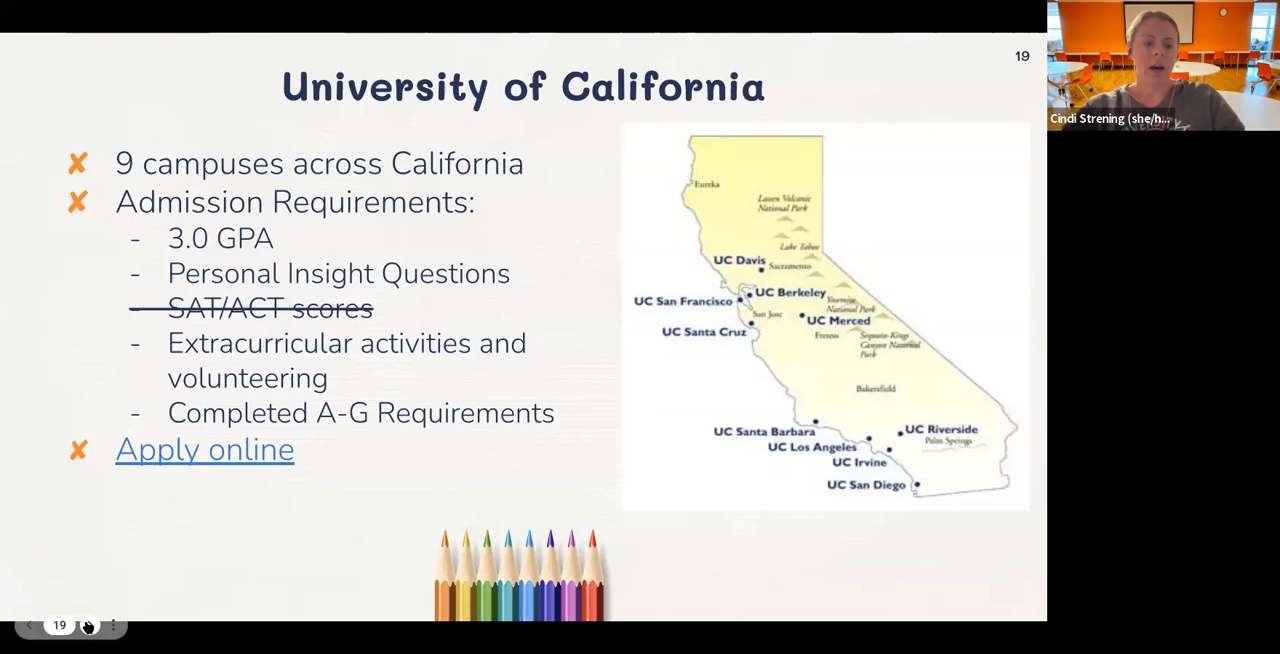 19
University of California
✘ 9 campuses across California
✘ Admission Requirements:
- 3.0 GPA
- Personal Insight Questions
- SAT/ACT scores
- Extracurricular activities and
volunteering
- Completed A-G Requirements
✘ Apply online
Eureka
Lassen Volcanic
National Park
Lake Tahoe
UC Davis
Sacramento
UC Berkeley
UC San Francisco
Yosemite
National Park
San Jose
UC Merced
UC Santa Cruz
Fresno
Sequoia-Kings
Canyon National
Park
Bakersfield
UC Santa Barbara
UC Riverside
Palm Springs
UC Los Angeles
UC Irvine
UC San Diego
19
Cindi Strening (she/h...